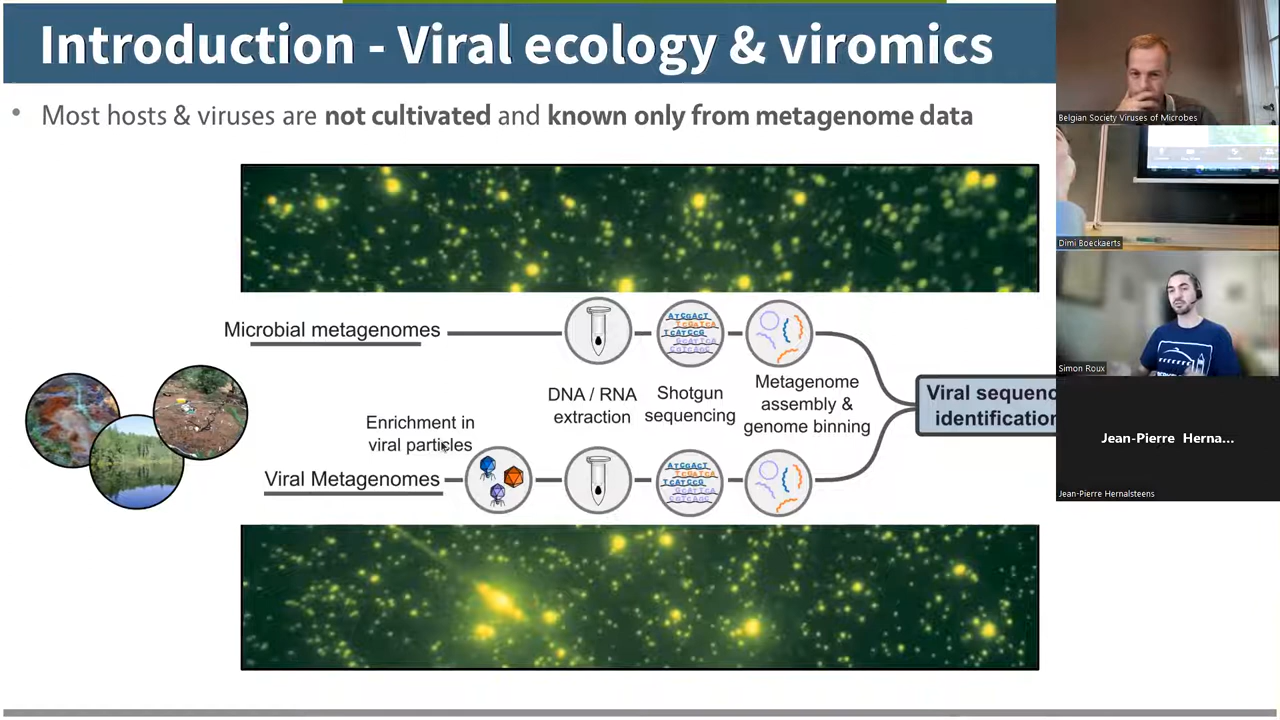 Introduction - Viral ecology & viromics
• Most hosts & viruses are not cultivated and known only from metagenome data
Microbial metagenomes
DNA / RNA
extraction
Shotgun
sequencing
Metagenome
assembly &
genome binning
Enrichment in
viral particles
Viral Metagenomes
Viral sequenc
identification
Belgian Society Viruses of Microbes
Dimi Boeckaerts
Simon Roux
Jean-Pierre Herna...
Jean-Pierre Hernalsteens